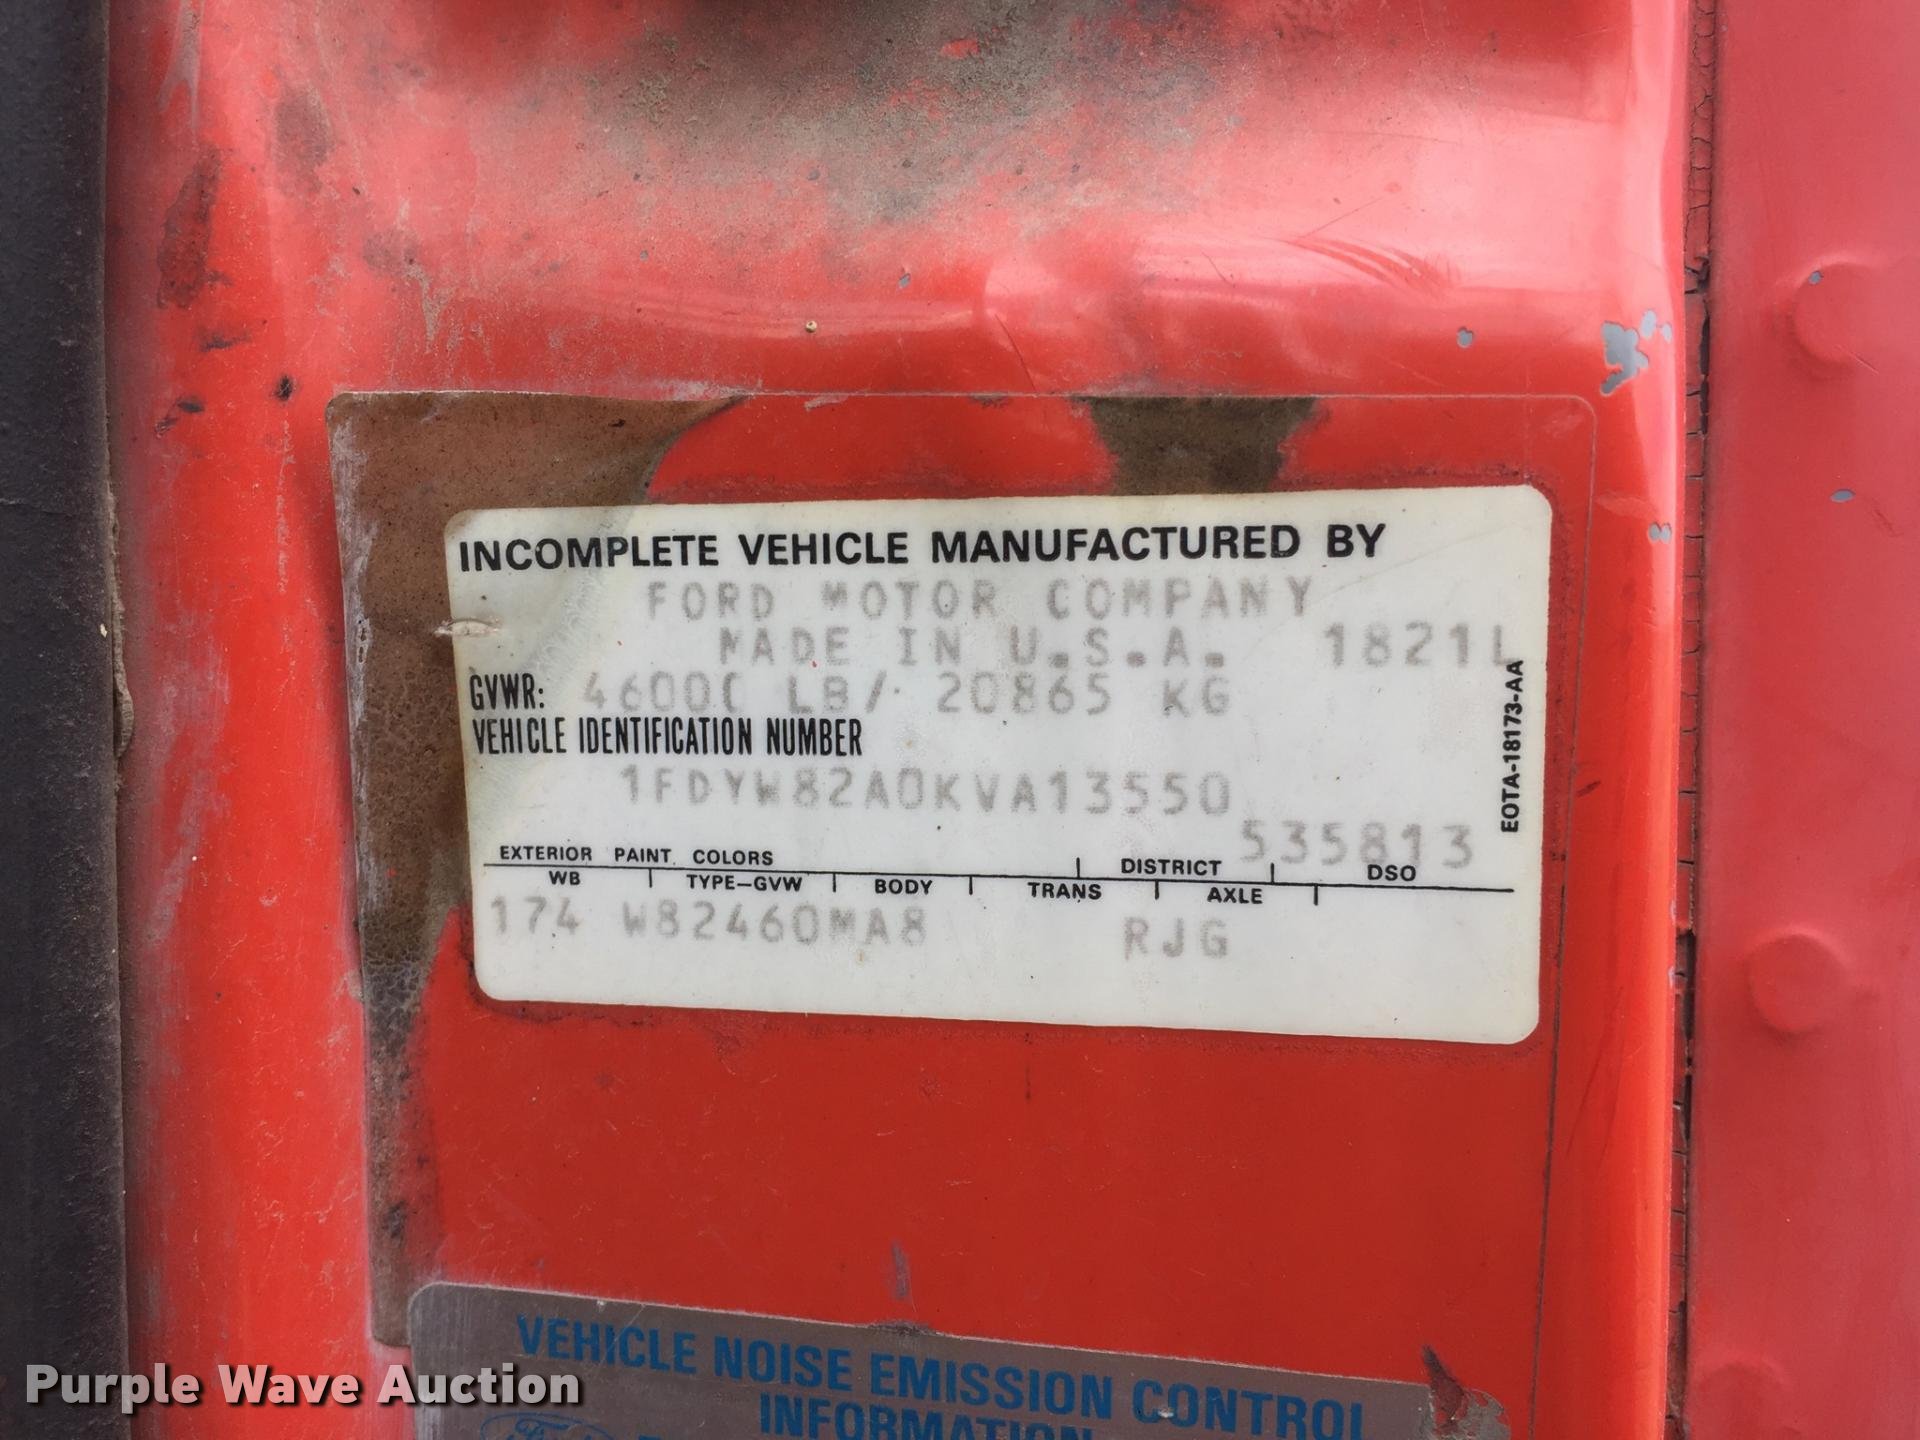 INCOMPLETE VEHICLE MANUFACTURED BY
FORD MOTOR COMPANY
MADE IN U.S.A. 1821L
GVWR: 46000 LB/ 20865 KG
VEHICLE IDENTIFICATION NUMBER
1FDYW82A0KVA13550
535813
EXTERIOR PAINT COLORS DISTRICT DSO
WB TYPE-GVW BODY TRANS AXLE
174 W82460MA8 RJG
EOTA-18173-AA
VEHICLE NOISE EMISSION CONTROL
INFORMATION
Purple Wave Auction